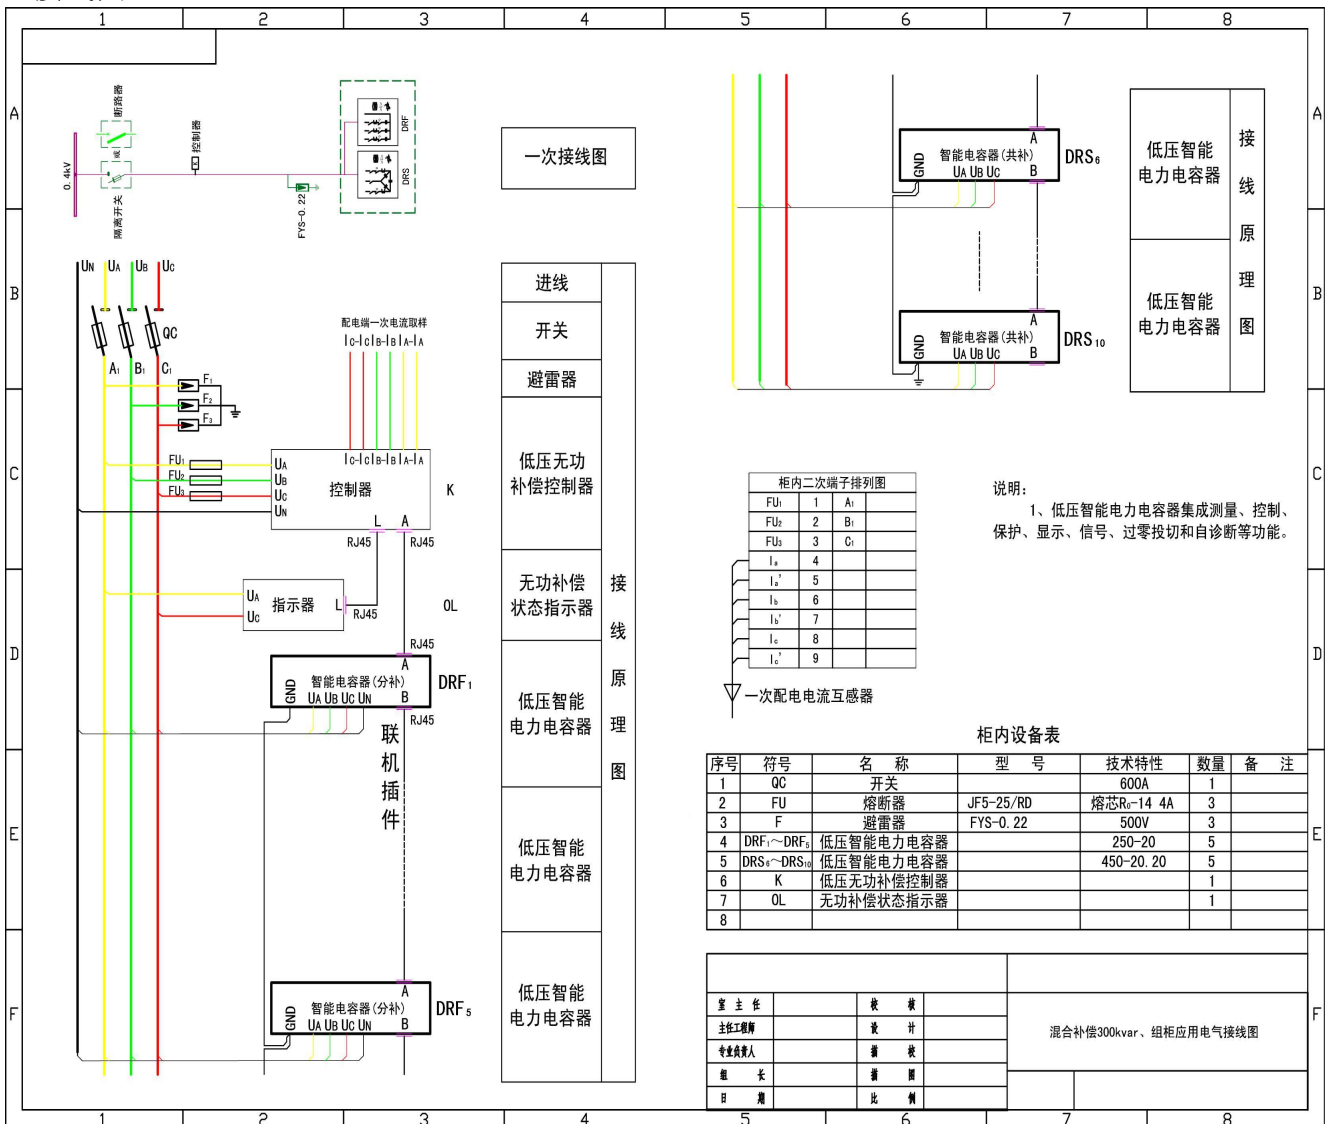 1 2 3 4 5 6 7 8
A
B
C
D
E
F
0.4kV
断路器
或
隔离开关
控制器
K
FYS-0.22
DRF
DRS
一次接线图
UN UA UB UC
QC
A₁ B₁ C₁
F₁
F₂
F₃
配电端一次电流取样
IC-IC IB-IB IA-IA
FU₁
FU₂
FU₃
UA
UB
UC
UN
IC-IC IB-IB IA-IA
控制器
K
L A
RJ45 RJ45
UA
UC
指示器
L
RJ45
OL
RJ45
A
GND
智能电容器(分补)
UA UB UC UN B
DRF₁
RJ45
联机插件
A
GND
智能电容器(分补)
UA UB UC UN B
DRF₅
进线
开关
避雷器
低压无功
补偿控制器
无功补偿
状态指示器
低压智能
电力电容器
低压智能
电力电容器
低压智能
电力电容器
接线原理图
A
GND
智能电容器(共补)
UA UB UC B
DRS₆
A
GND
智能电容器(共补)
UA UB UC B
DRS₁₀
低压智能
电力电容器
低压智能
电力电容器
接线原理图
柜内二次端子排列图
FU₁ 1 A₁
FU₂ 2 B₁
FU₃ 3 C₁
Ia 4
Ia' 5
Ib 6
Ib' 7
Ic 8
Ic' 9
一次配电电流互感器
说明:
1、低压智能电力电容器集成测量、控制、
保护、显示、信号、过零投切和自诊断等功能。
柜内设备表
序号 符号 名 称 型 号 技术特性 数量 备 注
1 QC 开关 600A 1
2 FU 熔断器 JF5-25/RD 熔芯R₀-14 4A 3
3 F 避雷器 FYS-0.22 500V 3
4 DRF₁~DRF₅ 低压智能电力电容器 250-20 5
5 DRS₆~DRS₁₀ 低压智能电力电容器 450-20.20 5
6 K 低压无功补偿控制器 1
7 OL 无功补偿状态指示器 1
8
室主任 校核
主任工程师 设计
专业负责人 描校
组长 描图
日期 比例
混合补偿300kvar、组柜应用电气接线图
1 2 3 4 5 6 7 8
A
B
C
D
E
F